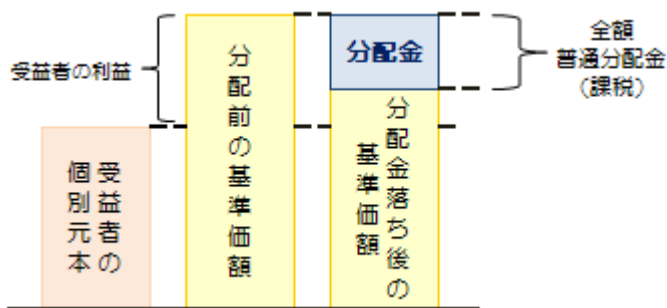 受益者の利益
受益者の
個別元本
分配前の基準価額
分配金
分配金落ち後の
基準価額
全額
普通分配金
(課税)